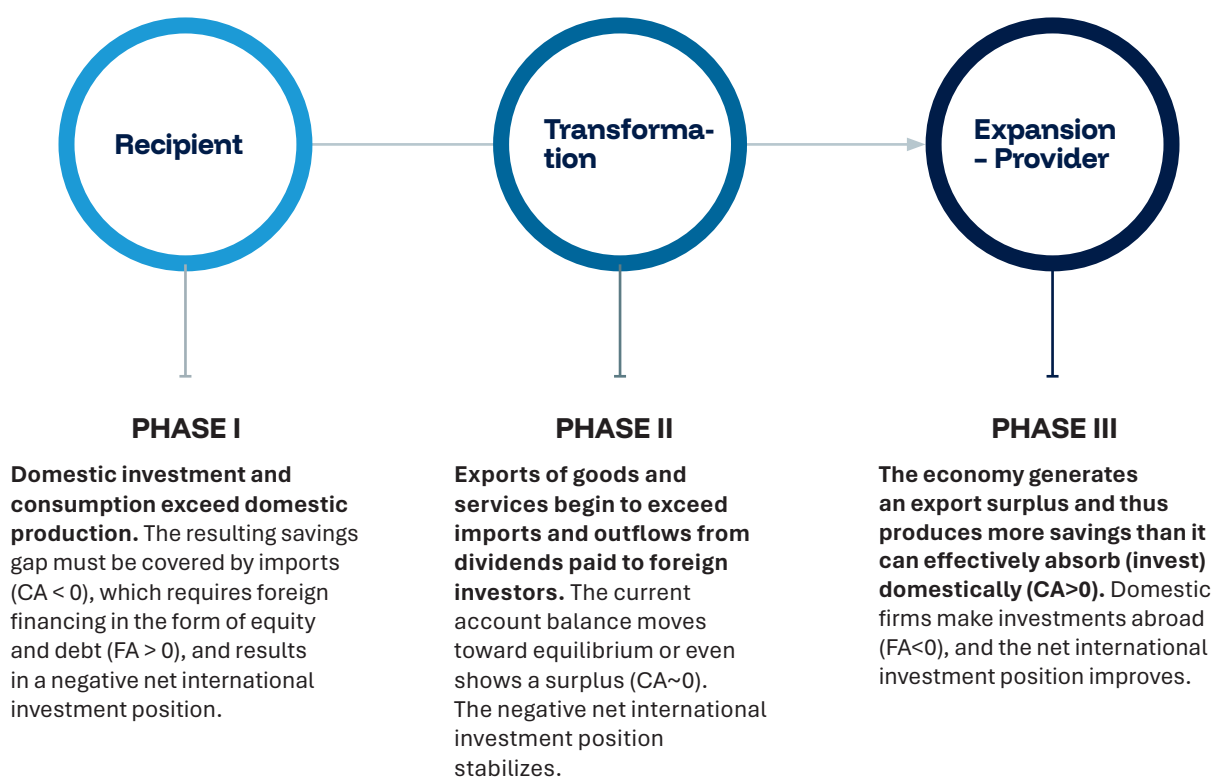 Recipient
Transforma-
tion
Expansion
– Provider
PHASE I
Domestic investment and
consumption exceed domestic
production. The resulting savings
gap must be covered by imports
(CA < 0), which requires foreign
financing in the form of equity
and debt (FA > 0), and results
in a negative net international
investment position.
PHASE II
Exports of goods and
services begin to exceed
imports and outflows from
dividends paid to foreign
investors. The current
account balance moves
toward equilibrium or even
shows a surplus (CA~0).
The negative net international
investment position
stabilizes.
PHASE III
The economy generates
an export surplus and thus
produces more savings than it
can effectively absorb (invest)
domestically (CA>0). Domestic
firms make investments abroad
(FA<0), and the net international
investment position improves.